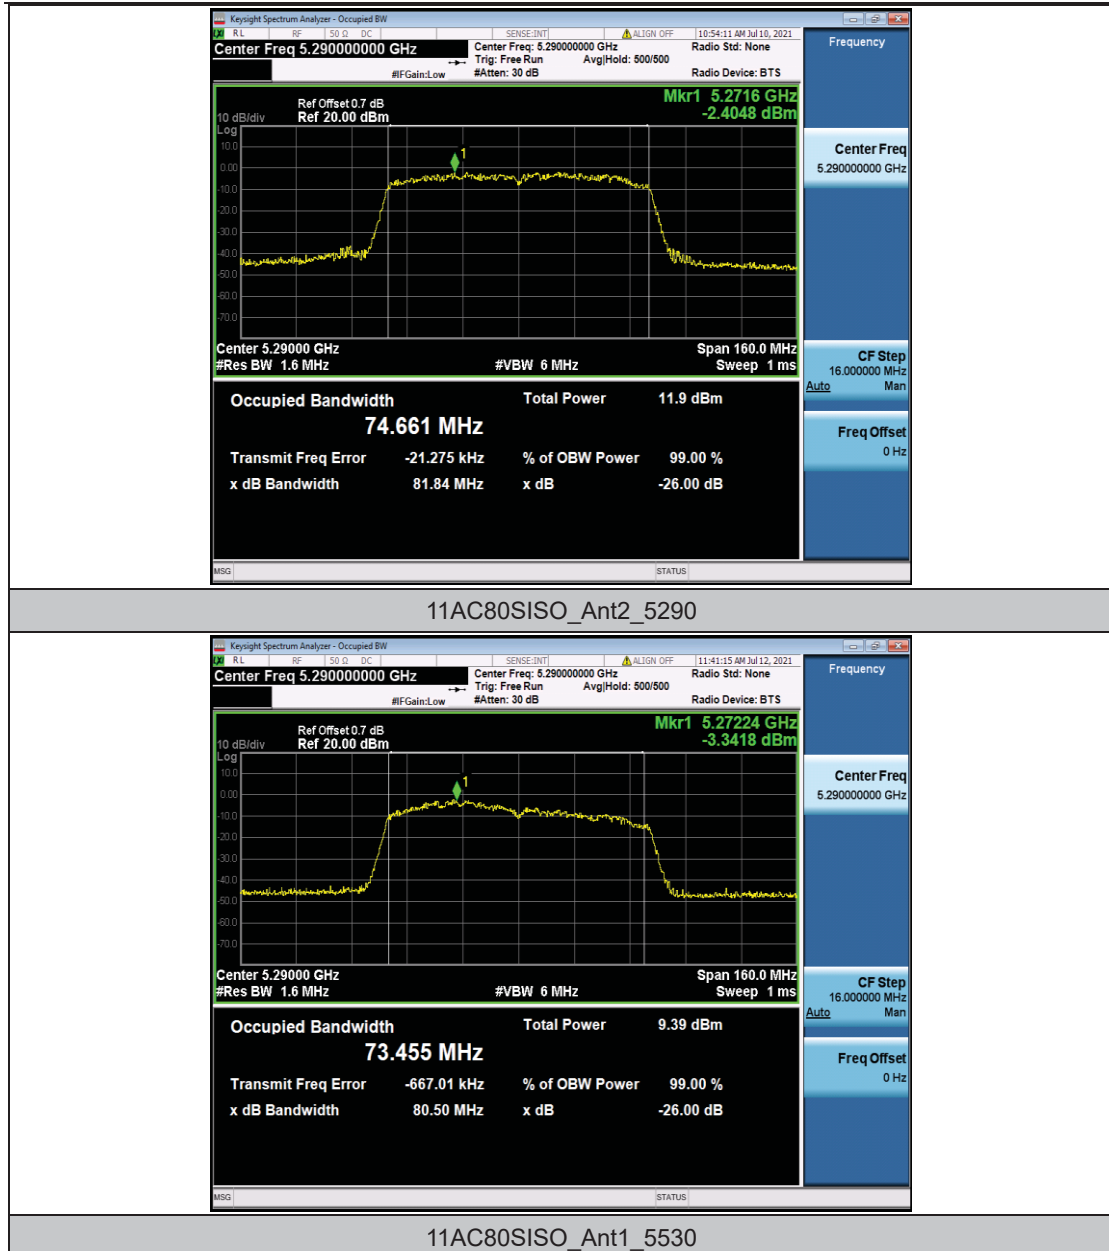 Keysight Spectrum Analyzer - Occupied BW
LXI RL RF 50 Ω DC SENSE:INT ALIGN OFF 10:54:11 AM Jul 10, 2021
Center Freq 5.290000000 GHz
Center Freq: 5.290000000 GHz
Radio Std: None
Trig: Free Run Avg|Hold: 500/500
#IFGain:Low #Atten: 30 dB Radio Device: BTS
Frequency
Mkr1 5.2716 GHz
-2.4048 dBm
Ref Offset 0.7 dB
10 dB/div Ref 20.00 dBm
Log
10.0
0.00
-10.0
-20.0
-30.0
-40.0
-50.0
-60.0
-70.0
1
Center Freq
5.290000000 GHz
Center 5.29000 GHz Span 160.0 MHz
#Res BW 1.6 MHz #VBW 6 MHz Sweep 1 ms
CF Step
16.000000 MHz
Auto Man
Occupied Bandwidth Total Power 11.9 dBm
74.661 MHz
Transmit Freq Error -21.275 kHz % of OBW Power 99.00 %
x dB Bandwidth 81.84 MHz x dB -26.00 dB
Freq Offset
0 Hz
MSG STATUS
11AC80SISO_Ant2_5290
Keysight Spectrum Analyzer - Occupied BW
LXI RL RF 50 Ω DC SENSE:INT ALIGN OFF 11:41:15 AM Jul 12, 2021
Center Freq 5.290000000 GHz
Center Freq: 5.290000000 GHz
Radio Std: None
Trig: Free Run Avg|Hold: 500/500
#IFGain:Low #Atten: 30 dB Radio Device: BTS
Frequency
Mkr1 5.27224 GHz
-3.3418 dBm
Ref Offset 0.7 dB
10 dB/div Ref 20.00 dBm
Log
10.0
0.00
-10.0
-20.0
-30.0
-40.0
-50.0
-60.0
-70.0
1
Center Freq
5.290000000 GHz
Center 5.29000 GHz Span 160.0 MHz
#Res BW 1.6 MHz #VBW 6 MHz Sweep 1 ms
CF Step
16.000000 MHz
Auto Man
Occupied Bandwidth Total Power 9.39 dBm
73.455 MHz
Transmit Freq Error -667.01 kHz % of OBW Power 99.00 %
x dB Bandwidth 80.50 MHz x dB -26.00 dB
Freq Offset
0 Hz
MSG STATUS
11AC80SISO_Ant1_5530